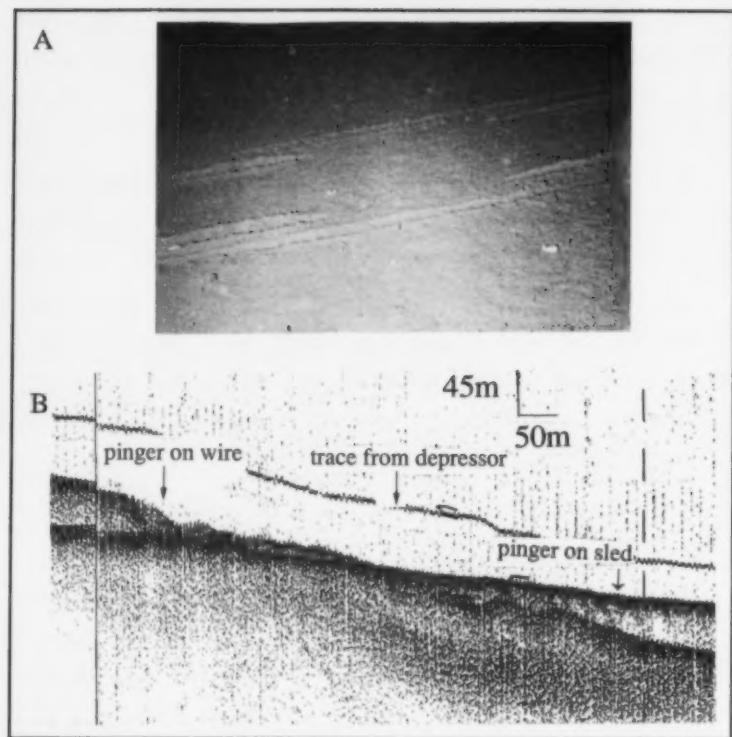 A
B
45m
50m
pinger on wire
trace from depressor
pinger on sled